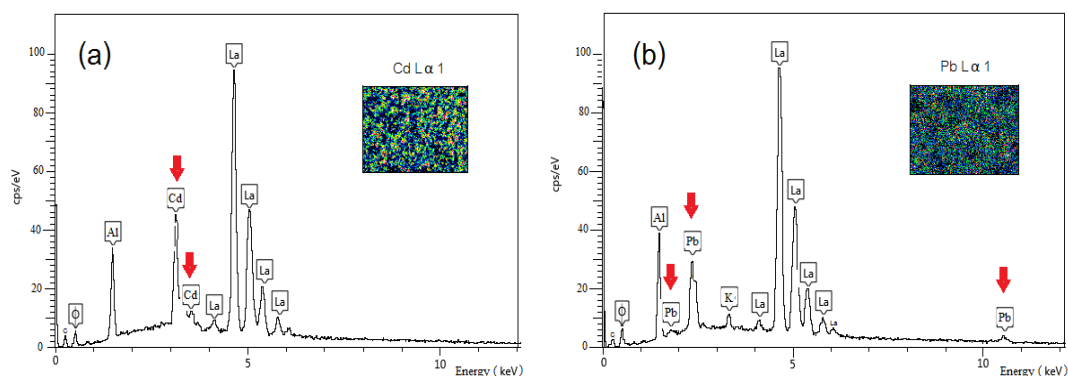 (a)
Cd Lα 1
cps/eV
100
80
60
40
20
0
C
O
Al
Cd
Cd
La
La
La
La
La
0
5
10
Energy ( keV)
(b)
Pb Lα 1
cps/eV
100
80
60
40
20
0
C
O
Al
Pb
Pb
K
La
La
La
La
La
La
Pb
0
5
10
Energy ( keV)